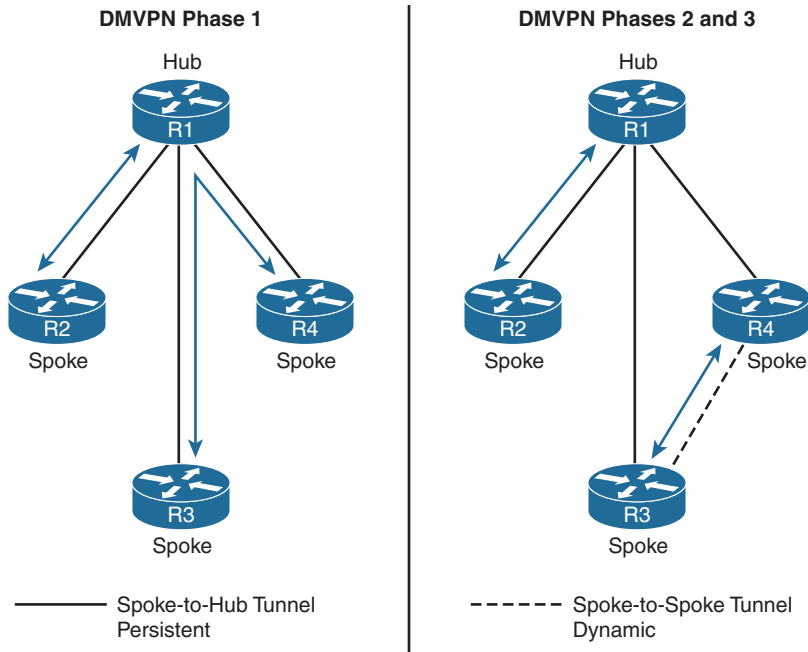 DMVPN Phase 1
Hub
R1
R2
Spoke
R4
Spoke
R3
Spoke
Spoke-to-Hub Tunnel
Persistent
DMVPN Phases 2 and 3
Hub
R1
R2
Spoke
R4
Spoke
R3
Spoke
Spoke-to-Spoke Tunnel
Dynamic